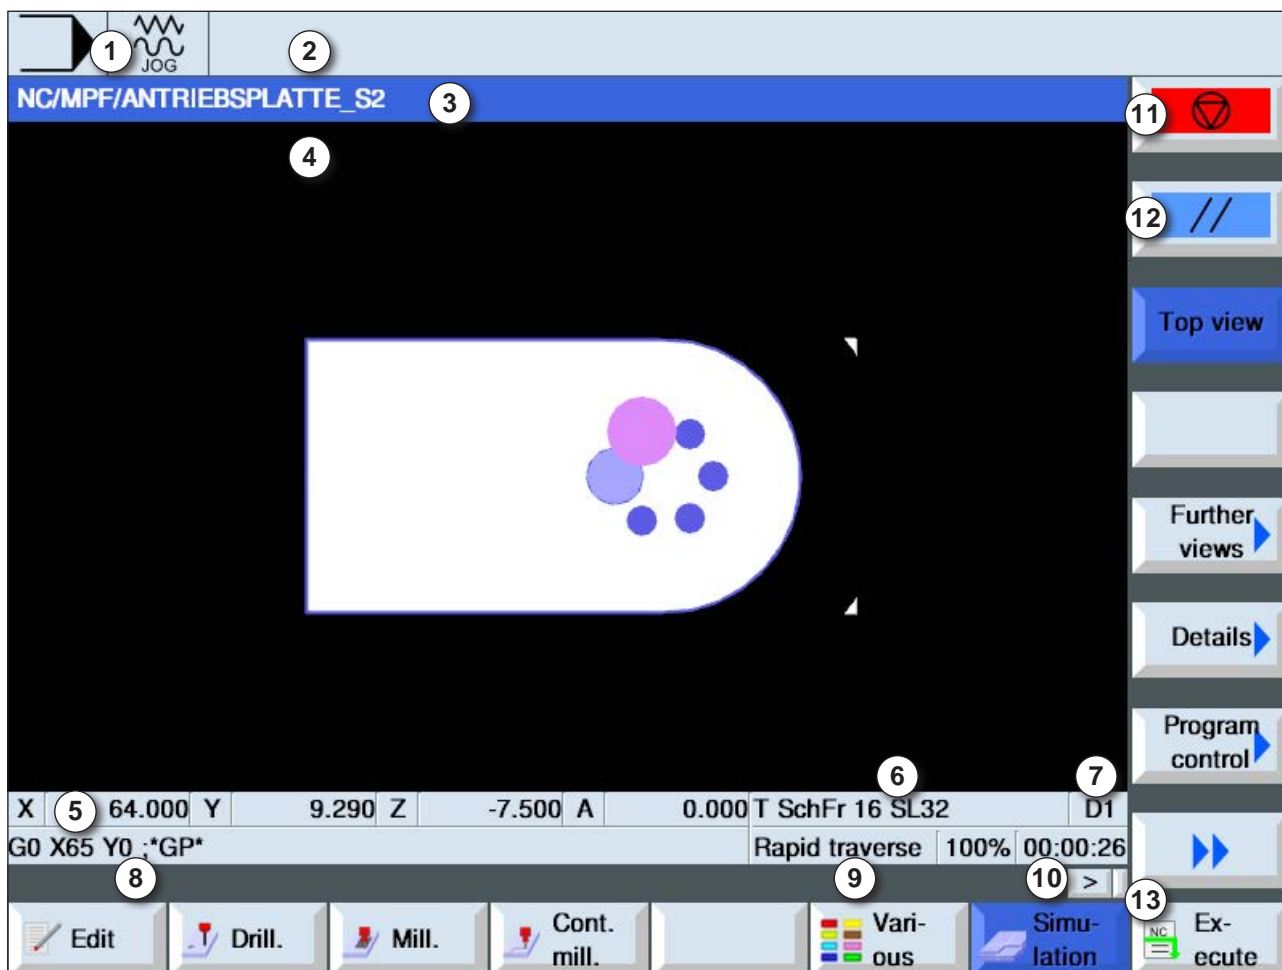 1
JOG
2
NC/MPF/ANTRIEBSPLATTE_S2
3
4
11
12
Top view
Further
views
Details
Program
control
6
7
X 5 64.000 Y 9.290 Z -7.500 A 0.000 T SchFr 16 SL32 D1
G0 X65 Y0 ;*GP* Rapid traverse 100% 00:00:26
8
9
10
>
13
Edit
Drill.
Mill.
Cont.
mill.
Vari-
ous
Simu-
lation
NC
Ex-
ecute